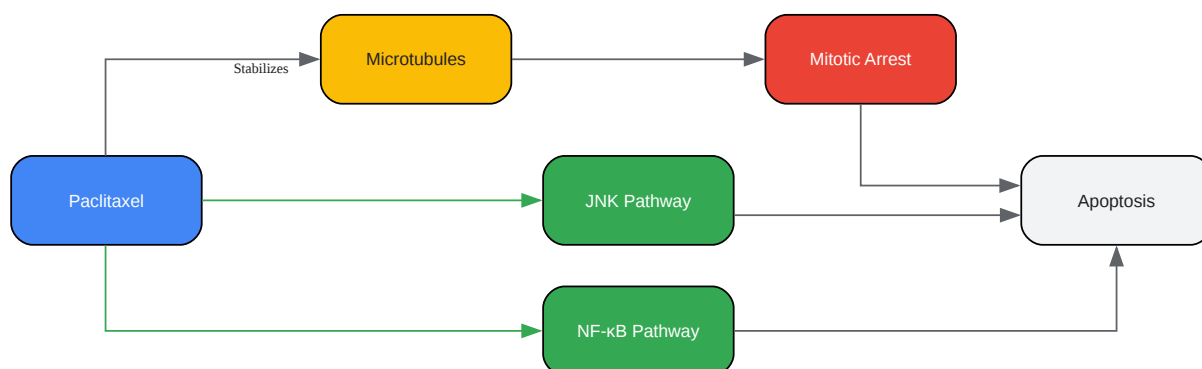 Microtubules
Mitotic Arrest
Stabilizes
Paclitaxel
JNK Pathway
Apoptosis
NF-κB Pathway